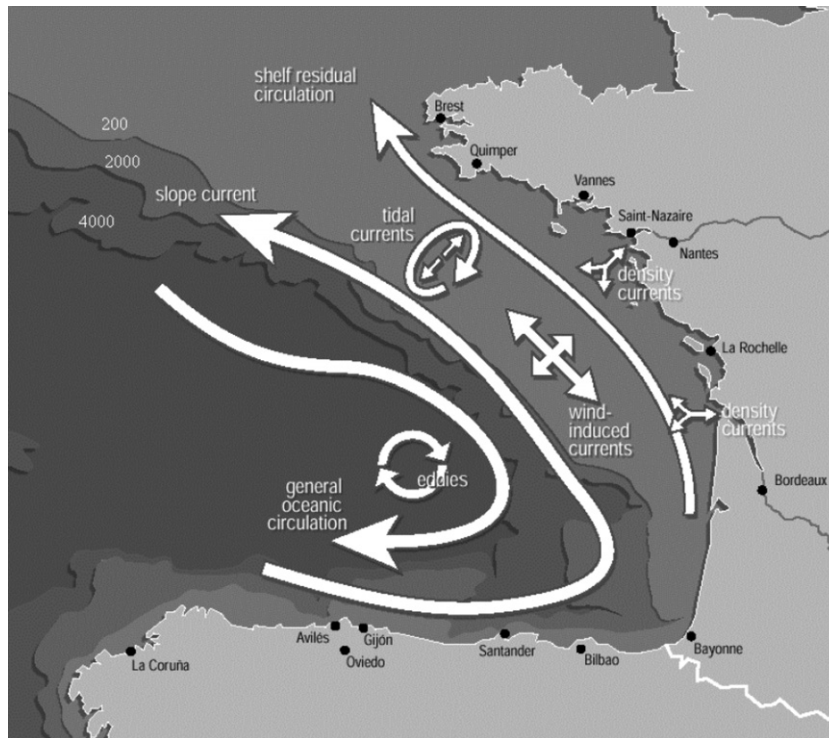 shelf residual
circulation
Brest
200
Quimper
2000
Vannes
slope current
tidal
currents
Saint-Nazaire
4000
Nantes
density
currents
La Rochelle
wind-
induced
currents
density
currents
eddies
general
oceanic
circulation
Bordeaux
Avilés
Gijón
Santander
Bayonne
La Coruña
Oviedo
Bilbao